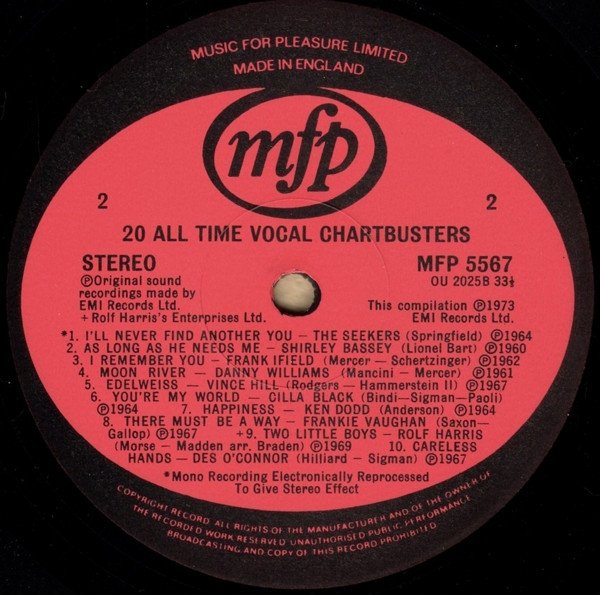 MUSIC FOR PLEASURE LIMITED
MADE IN ENGLAND
mfp
2 2
20 ALL TIME VOCAL CHARTBUSTERS
STEREO MFP 5567
℗Original sound OU 2025B 33⅓
recordings made by
EMI Records Ltd. This compilation ℗1973
+ Rolf Harris's Enterprises Ltd. EMI Records Ltd.
*1. I'LL NEVER FIND ANOTHER YOU – THE SEEKERS (Springfield) ℗1964
2. AS LONG AS HE NEEDS ME – SHIRLEY BASSEY (Lionel Bart) ℗1960
3. I REMEMBER YOU – FRANK IFIELD (Mercer – Schertzinger) ℗1962
4. MOON RIVER – DANNY WILLIAMS (Mancini – Mercer) ℗1961
5. EDELWEISS – VINCE HILL (Rodgers – Hammerstein II) ℗1967
6. YOU'RE MY WORLD – CILLA BLACK (Bindi–Sigman–Paoli)
℗1964 7. HAPPINESS – KEN DODD (Anderson) ℗1964
8. THERE MUST BE A WAY – FRANKIE VAUGHAN (Saxon–
Gallop) ℗1967 +9. TWO LITTLE BOYS – ROLF HARRIS
(Morse – Madden arr. Braden) ℗1969 10. CARELESS
HANDS – DES O'CONNOR (Hilliard – Sigman) ℗1967
*Mono Recording Electronically Reprocessed
To Give Stereo Effect
COPYRIGHT RECORD. ALL RIGHTS OF THE MANUFACTURER AND OF THE OWNER OF
THE RECORDED WORK RESERVED. UNAUTHORISED PUBLIC PERFORMANCE
BROADCASTING AND COPY OF THIS RECORD PROHIBITED